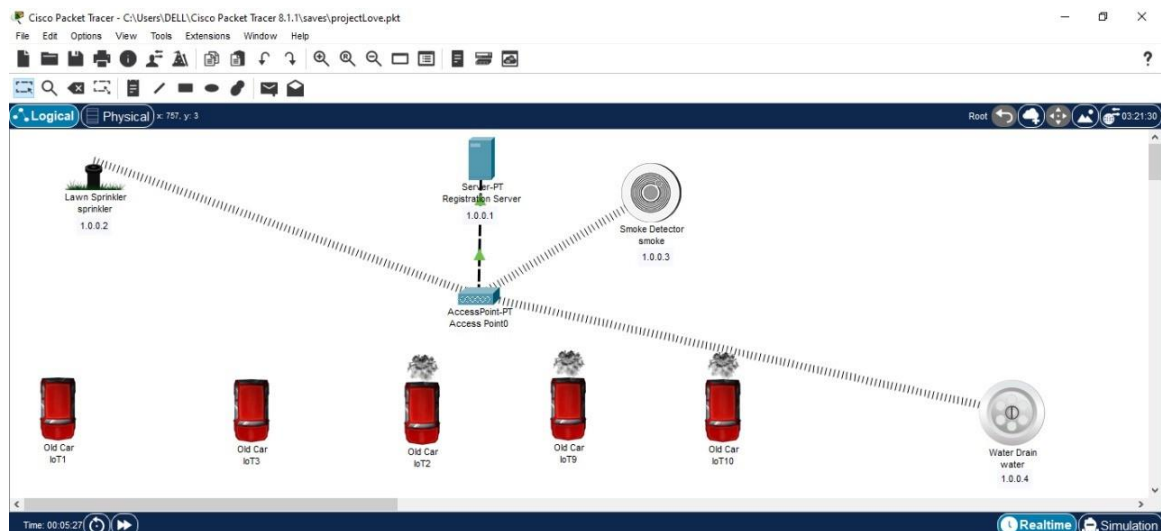 Cisco Packet Tracer - C:\Users\DELL\Cisco Packet Tracer 8.1.1\saves\projectLove.pkt
File Edit Options View Tools Extensions Window Help
?
Logical Physical x: 757, y: 3 Root 03:21:30
Lawn Sprinkler
sprinkler
1.0.0.2
Server-PT
Registration Server
1.0.0.1
Smoke Detector
smoke
1.0.0.3
AccessPoint-PT
Access Point0
Old Car
IoT1
Old Car
IoT3
Old Car
IoT2
Old Car
IoT9
Old Car
IoT10
Water Drain
water
1.0.0.4
Time: 00:05:27 Realtime Simulation